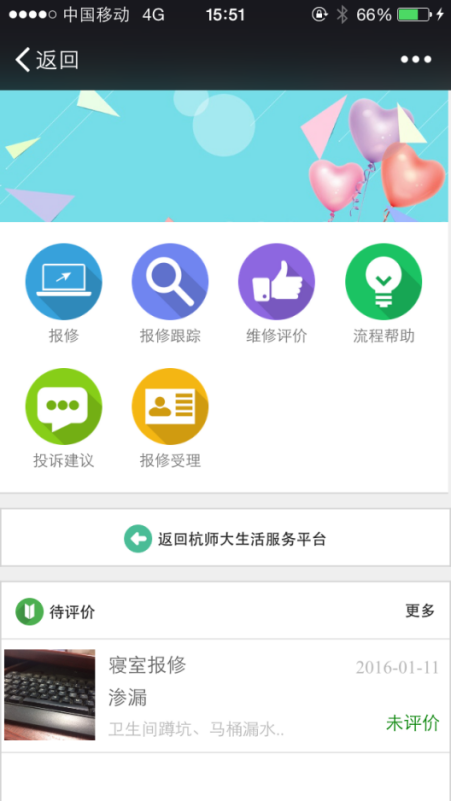 中国移动 4G 15:51 66%
返回
报修 报修跟踪 维修评价 流程帮助
投诉建议 报修受理
返回杭师大生活服务平台
待评价 更多
寝室报修 2016-01-11
渗漏
卫生间蹲坑、马桶漏水.. 未评价